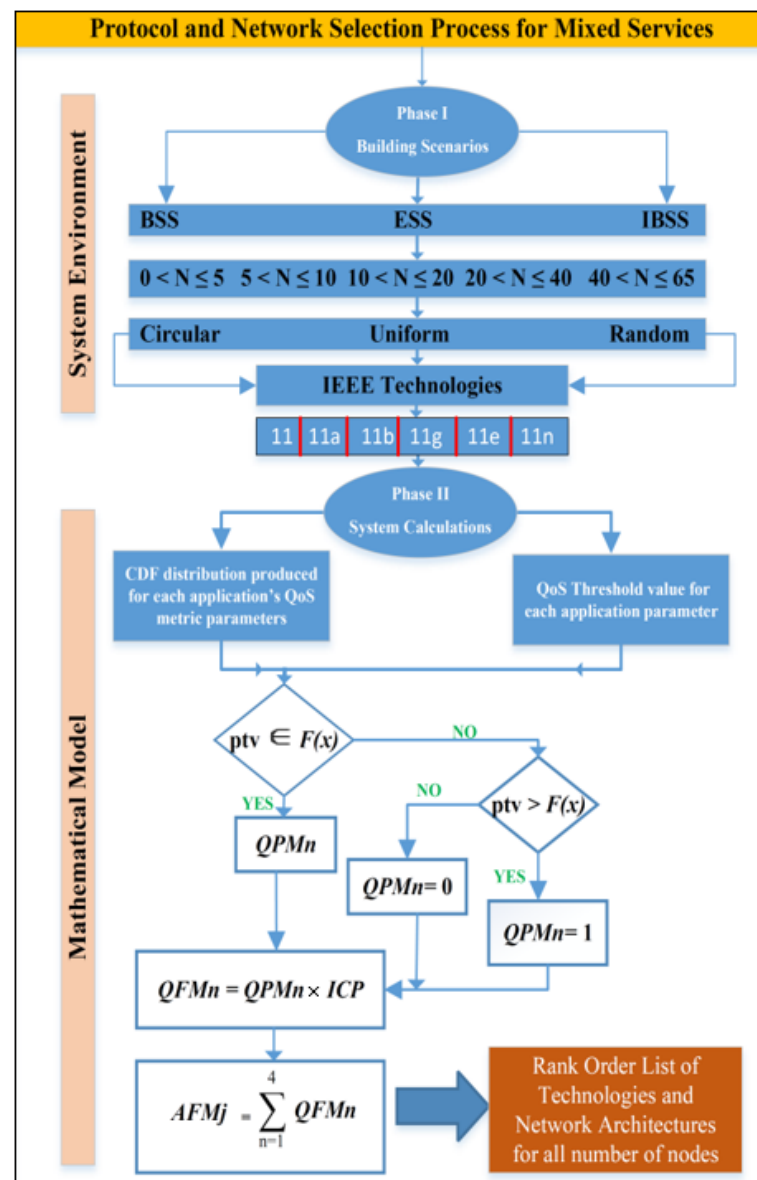 Protocol and Network Selection Process for Mixed Services
System Environment
Phase I
Building Scenarios
BSS ESS IBSS
0 < N ≤ 5 5 < N ≤ 10 10 < N ≤ 20 20 < N ≤ 40 40 < N ≤ 65
Circular Uniform Random
IEEE Technologies
11 11a 11b 11g 11e 11n
Mathematical Model
Phase II
System Calculations
CDF distribution produced
for each application's QoS
metric parameters
QoS Threshold value for
each application parameter
ptv ∈ F(x)
NO
YES
ptv > F(x)
NO
YES
QPMn
QPMn= 0
QPMn= 1
QFMn = QPMn × ICP
4
AFMj = ∑ QFMn
n=1
Rank Order List of
Technologies and
Network Architectures
for all number of nodes